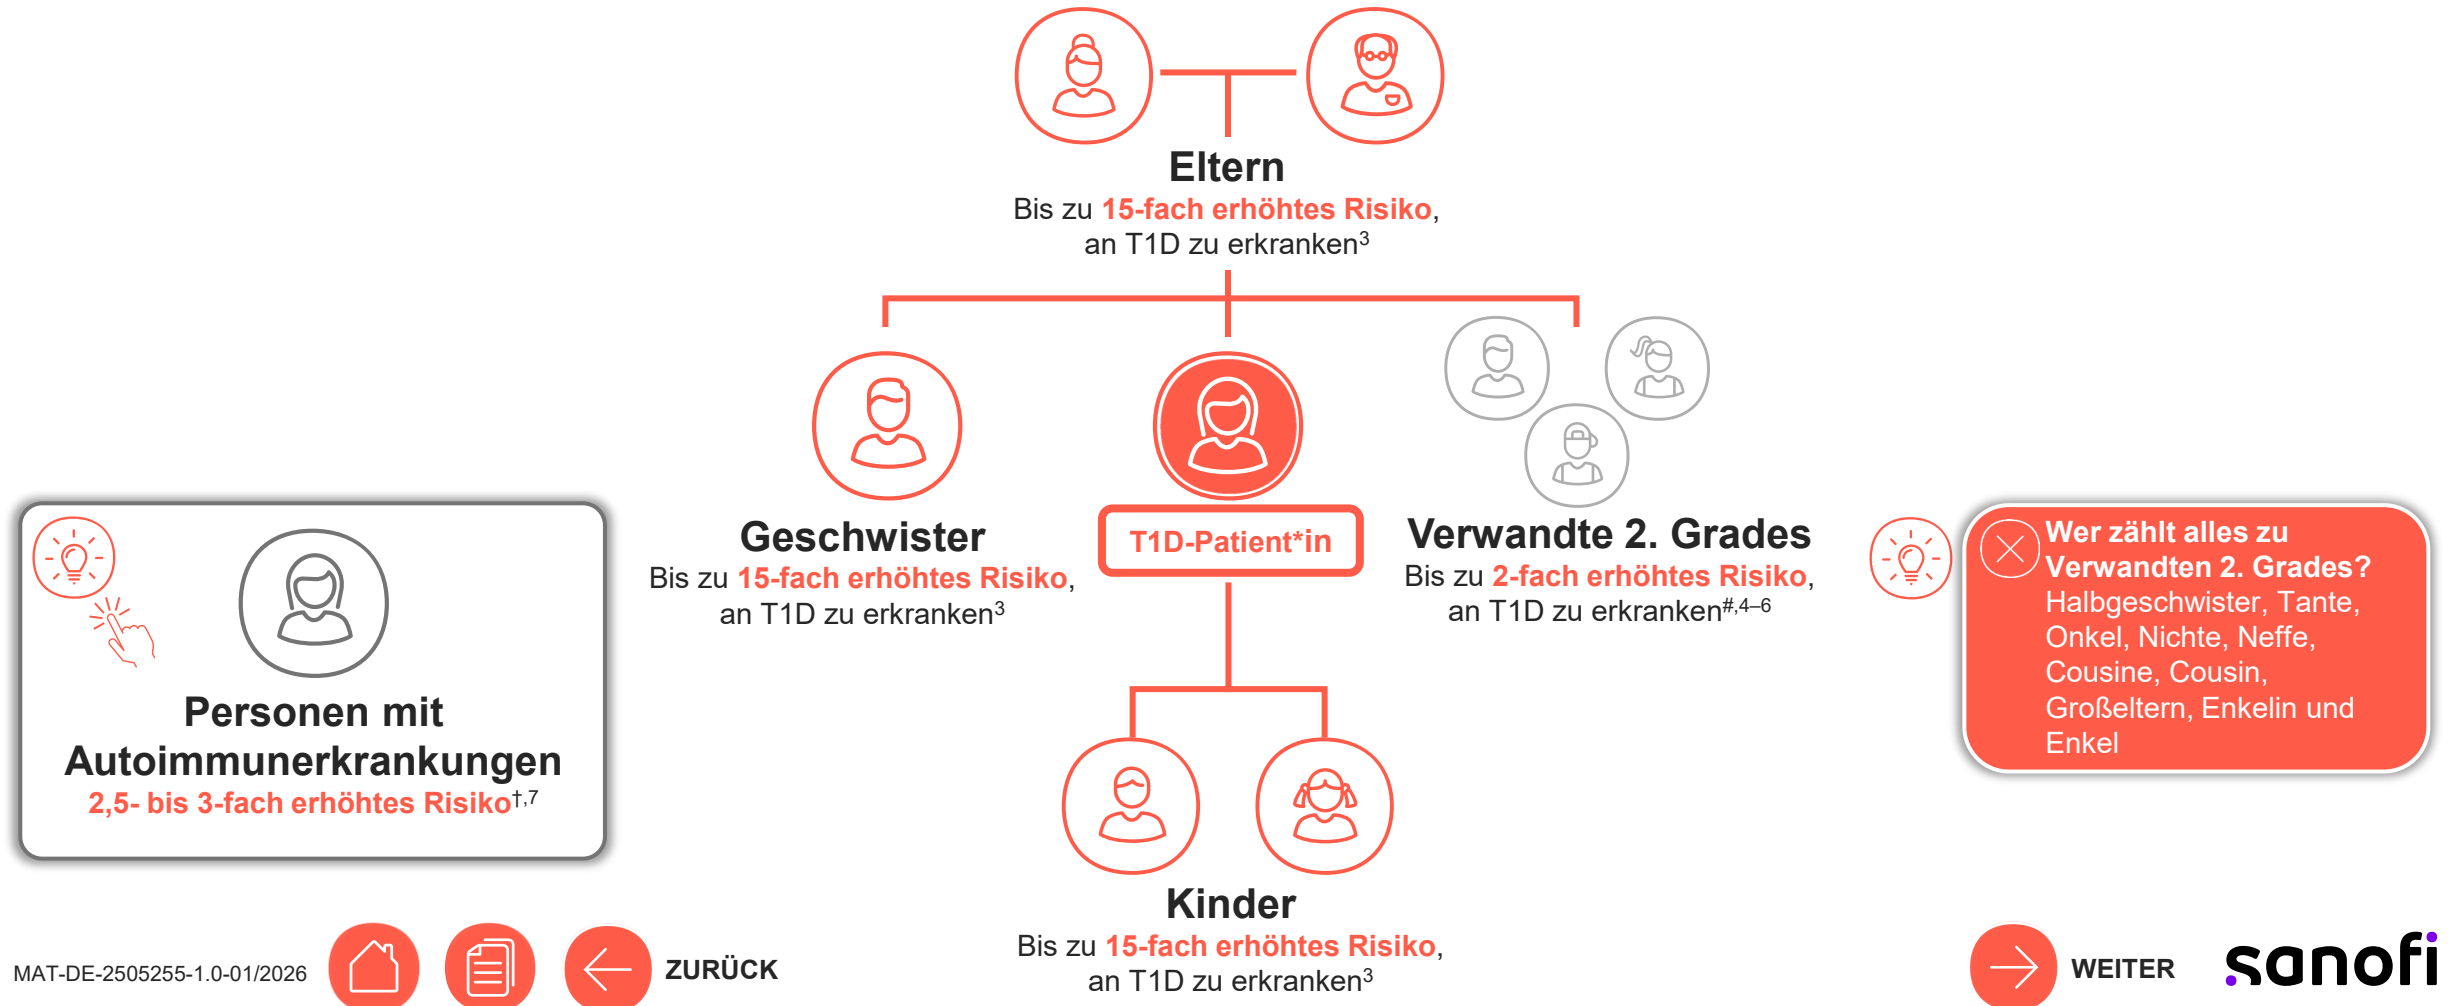 Eltern
Bis zu 15-fach erhöhtes Risiko,
an T1D zu erkranken³
Geschwister
Bis zu 15-fach erhöhtes Risiko,
an T1D zu erkranken³
T1D-Patient*in
Verwandte 2. Grades
Bis zu 2-fach erhöhtes Risiko,
an T1D zu erkranken#,4–6
Wer zählt alles zu
Verwandten 2. Grades?
Halbgeschwister, Tante,
Onkel, Nichte, Neffe,
Cousine, Cousin,
Großeltern, Enkelin und
Enkel
Personen mit
Autoimmunerkrankungen
2,5- bis 3-fach erhöhtes Risiko†,7
Kinder
Bis zu 15-fach erhöhtes Risiko,
an T1D zu erkranken³
MAT-DE-2505255-1.0-01/2026
ZURÜCK
WEITER
sanofi